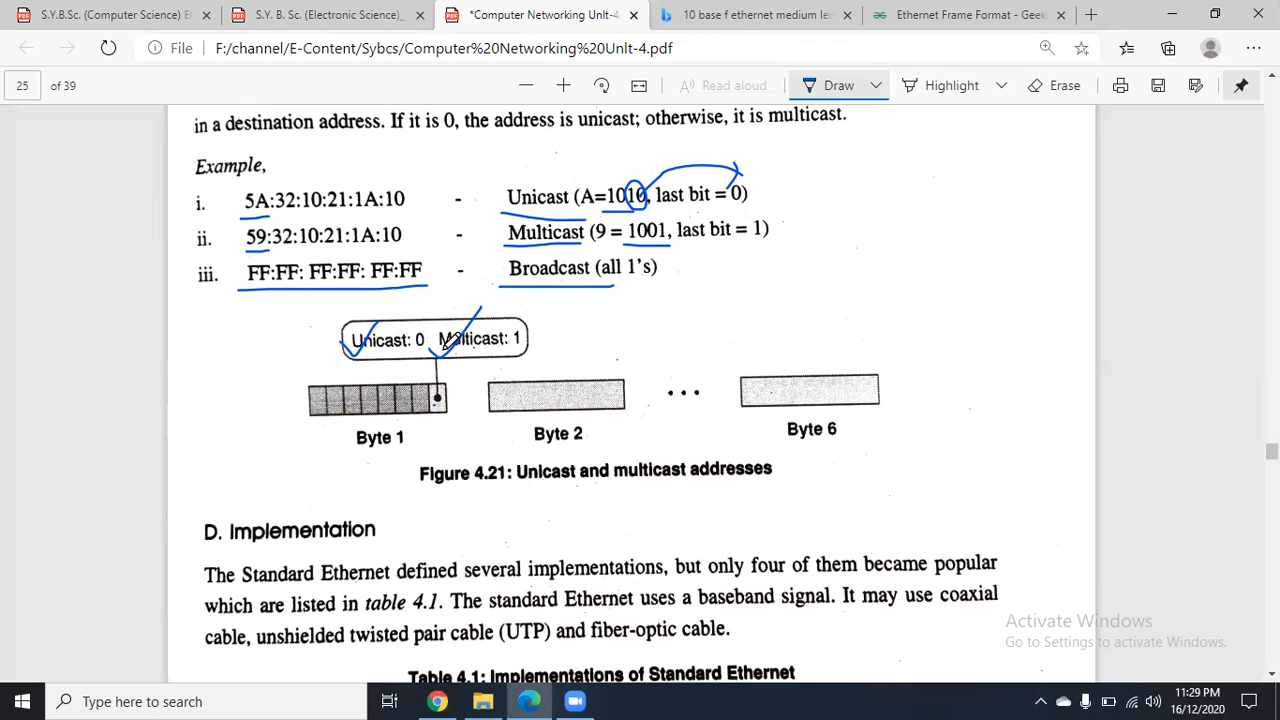 S.Y.B.Sc. (Computer Science) El
S.Y. B. Sc. (Electronic Science)_
*Computer Networking Unlt-4
10 base f ethernet medium len
Ethernet Frame Format - Geek
File
F:/channel/E-Content/Sybcs/Computer%20Networking%20Unlt-4.pdf
25 of 39
Read aloud
Draw
Highlight
Erase
in a destination address. If it is 0, the address is unicast; otherwise, it is multicast.
Example,
i. 5A:32:10:21:1A:10 - Unicast (A=1010, last bit = 0)
ii. 59:32:10:21:1A:10 - Multicast (9 = 1001, last bit = 1)
iii. FF:FF: FF:FF: FF:FF - Broadcast (all 1's)
Unicast: 0 Multicast: 1
Byte 1 Byte 2 Byte 6
Figure 4.21: Unicast and multicast addresses
D. Implementation
The Standard Ethernet defined several implementations, but only four of them became popular
which are listed in table 4.1. The standard Ethernet uses a baseband signal. It may use coaxial
cable, unshielded twisted pair cable (UTP) and fiber-optic cable.
Table 4.1: Implementations of Standard Ethernet
Activate Windows
Go to Settings to activate Windows.
Type here to search
11:29 PM
16/12/2020